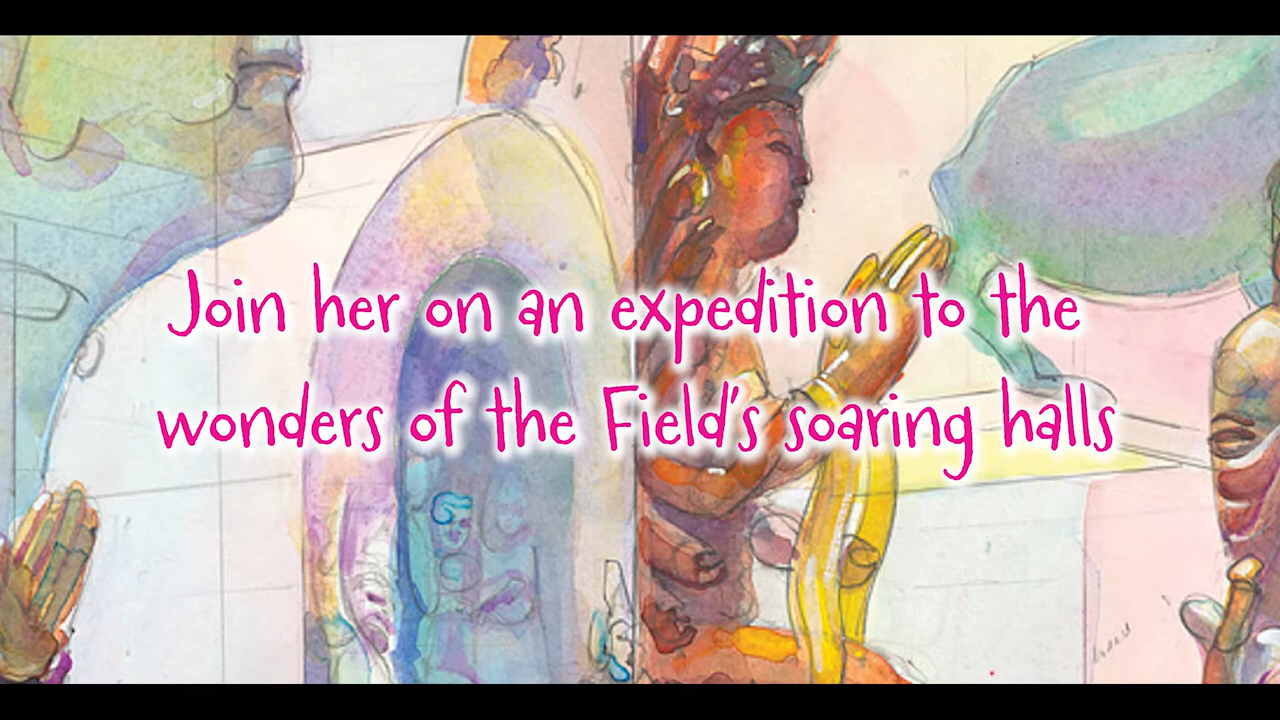 Join her on an expedition to the
wonders of the Field's soaring halls